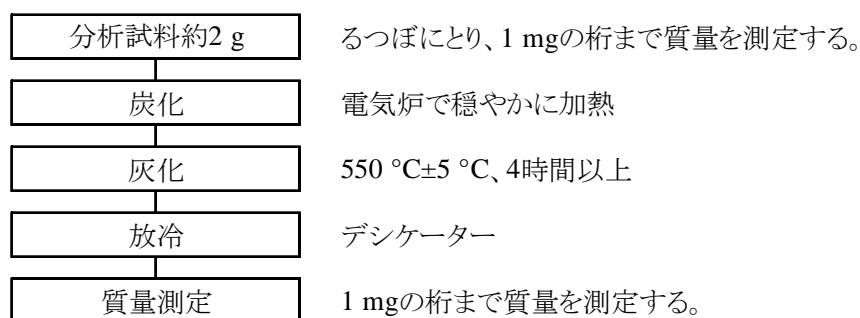 分析試料約2 g るつぼにとり、1 mgの桁まで質量を測定する。
炭化 電気炉で穏やかに加熱
灰化 550 °C±5 °C、4時間以上
放冷 デシケーター
質量測定 1 mgの桁まで質量を測定する。